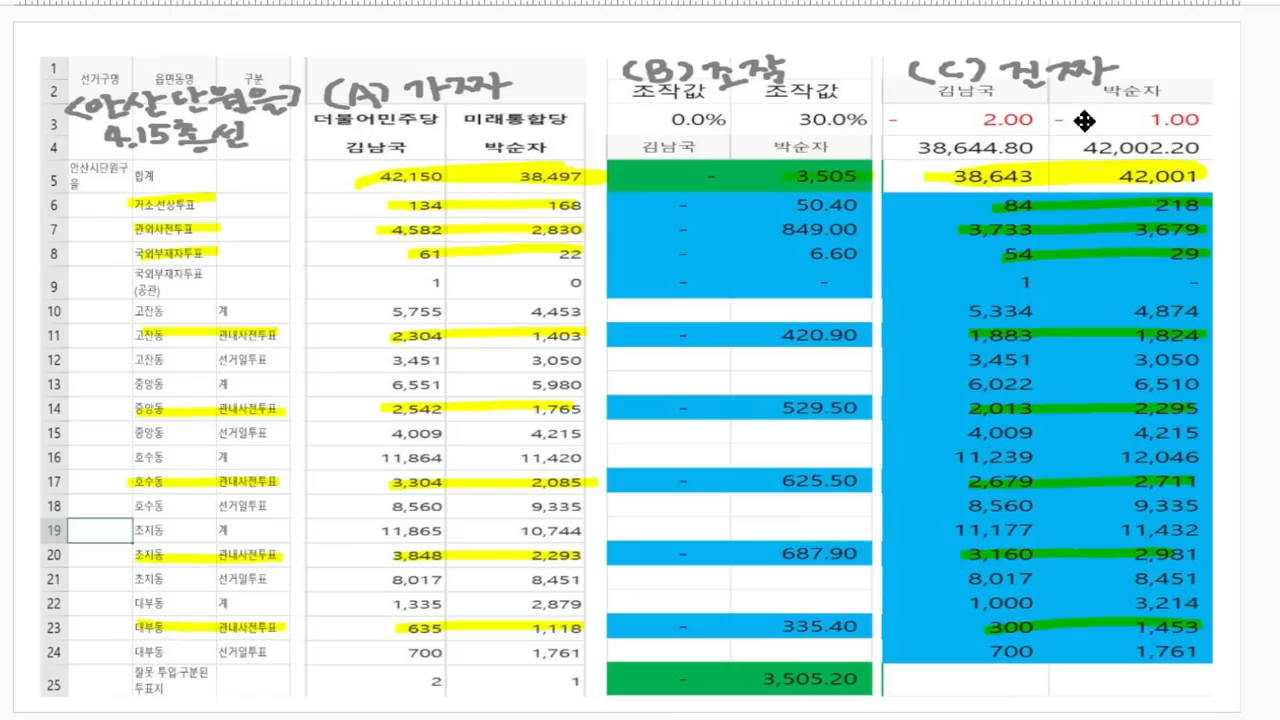 <안산단원을> (A) 가짜 (B) 조작 (C) 진짜
4.15총선
1 선거구명 읍면동명 구분
2 조작값 조작값 김남국 박순자
3 더불어민주당 미래통합당 0.0% 30.0% - 2.00 - 1.00
4 김남국 박순자 김남국 박순자 38,644.80 42,002.20
5 안산시단원구을 합계 42,150 38,497 - 3,505 38,643 42,001
6 거소·선상투표 134 168 - 50.40 84 218
7 관외사전투표 4,582 2,830 - 849.00 3,733 3,679
8 국외부재자투표 61 22 - 6.60 54 29
9 국외부재자투표(공관) 1 0 - - 1 -
10 고잔동 계 5,755 4,453 5,334 4,874
11 고잔동 관내사전투표 2,304 1,403 - 420.90 1,883 1,824
12 고잔동 선거일투표 3,451 3,050 3,451 3,050
13 중앙동 계 6,551 5,980 6,022 6,510
14 중앙동 관내사전투표 2,542 1,765 - 529.50 2,013 2,295
15 중앙동 선거일투표 4,009 4,215 4,009 4,215
16 호수동 계 11,864 11,420 11,239 12,046
17 호수동 관내사전투표 3,304 2,085 - 625.50 2,679 2,711
18 호수동 선거일투표 8,560 9,335 8,560 9,335
19 초지동 계 11,865 10,744 11,177 11,432
20 초지동 관내사전투표 3,848 2,293 - 687.90 3,160 2,981
21 초지동 선거일투표 8,017 8,451 8,017 8,451
22 대부동 계 1,335 2,879 1,000 3,214
23 대부동 관내사전투표 635 1,118 - 335.40 300 1,453
24 대부동 선거일투표 700 1,761 700 1,761
25 잘못 투입·구분된 투표지 2 1 - 3,505.20